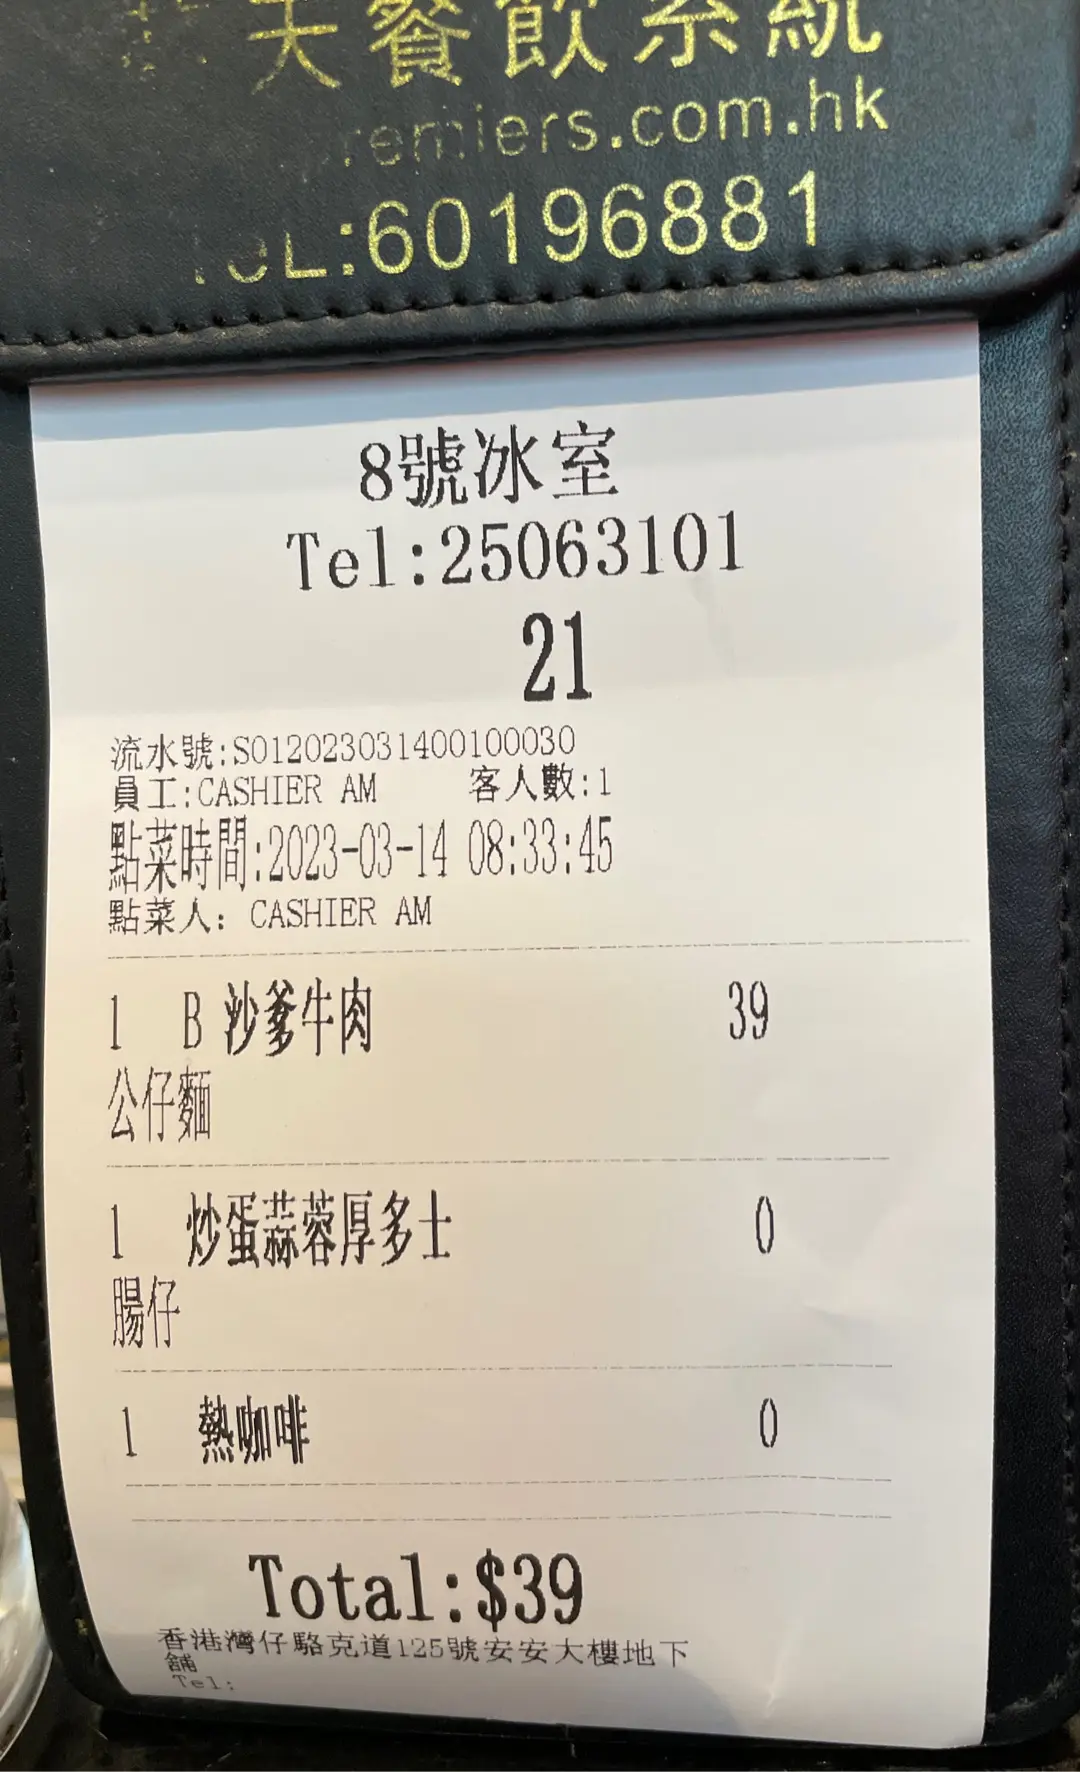 天餐飲系統
remiers.com.hk
TEL:60196881
8號冰室
Tel:25063101
21
流水號:S012023031400100030
員工:CASHIER AM 客人數:1
點菜時間:2023-03-14 08:33:45
點菜人: CASHIER AM
1 B 沙爹牛肉 39
公仔麵
1 炒蛋蒜蓉厚多士 0
腸仔
1 熱咖啡 0
Total:$39
香港灣仔駱克道125號安安大樓地下
舖
Tel: